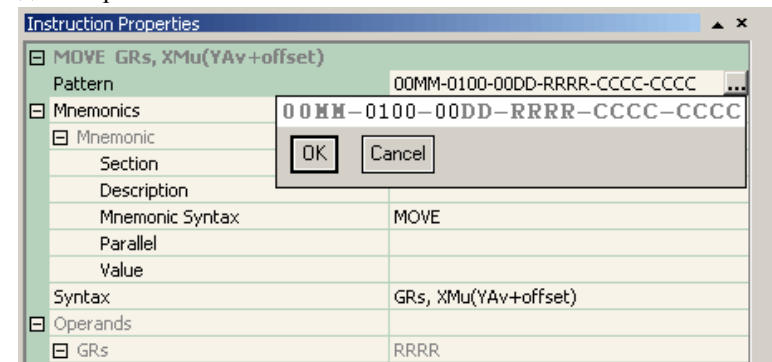 Instruction Properties
MOVE GRs, XMu(YAv+offset)
Pattern 00MM-0100-00DD-RRRR-CCCC-CCCC ...
Mnemonics 00MM-0100-00DD-RRRR-CCCC-CCCC
Mnemonic
Section OK Cancel
Description
Mnemonic Syntax MOVE
Parallel
Value
Syntax GRs, XMu(YAv+offset)
Operands
GRs RRRR